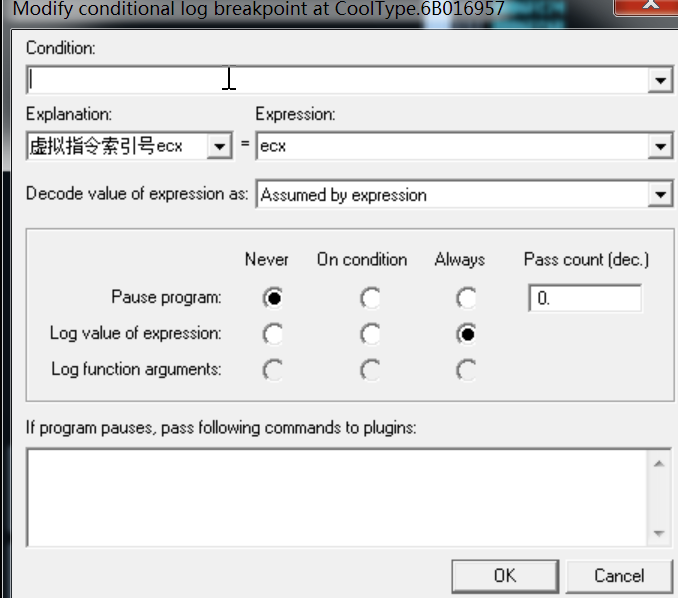 Modify conditional log breakpoint at CoolType.6B016957
Condition:
Explanation: Expression:
虚拟指令索引号ecx = ecx
Decode value of expression as: Assumed by expression
Never On condition Always Pass count (dec.)
Pause program: 0.
Log value of expression:
Log function arguments:
If program pauses, pass following commands to plugins:
OK Cancel